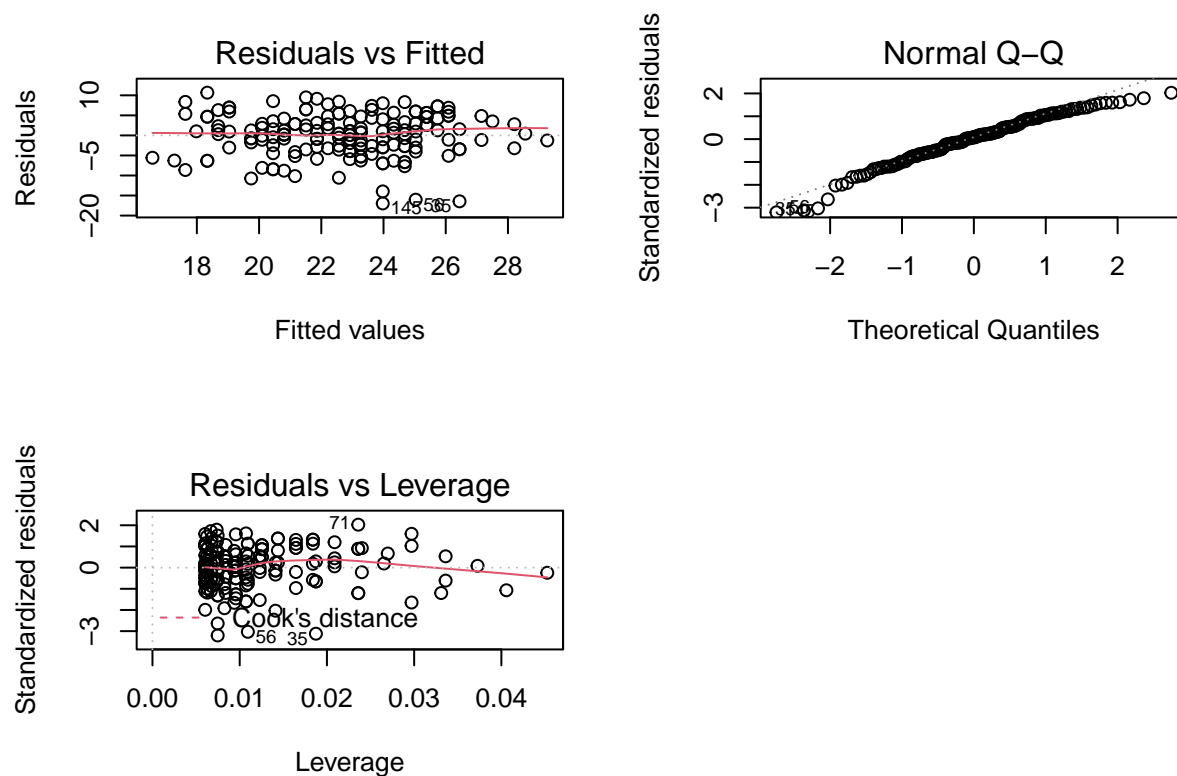 Residuals vs Fitted
Residuals
10
-5
-20
145 56 35
18 20 22 24 26 28
Fitted values
Normal Q−Q
Standardized residuals
2
0
−3
35 56
−2 −1 0 1 2
Theoretical Quantiles
Residuals vs Leverage
Standardized residuals
2
0
−3
71
Cook's distance
56 35
0.00 0.01 0.02 0.03 0.04
Leverage